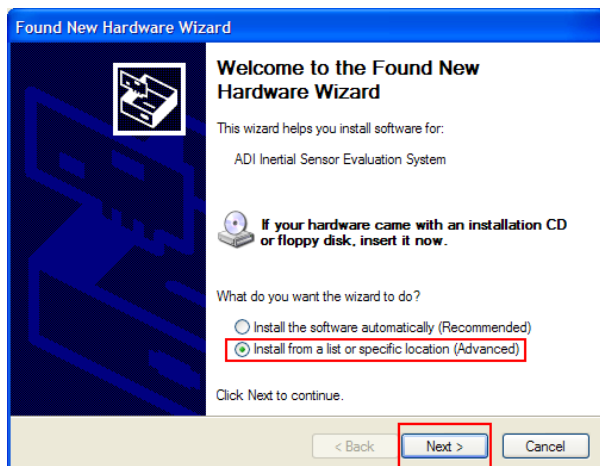 Found New Hardware Wizard
Welcome to the Found New
Hardware Wizard
This wizard helps you install software for:
ADI Inertial Sensor Evaluation System
If your hardware came with an installation CD
or floppy disk, insert it now.
What do you want the wizard to do?
Install the software automatically (Recommended)
Install from a list or specific location (Advanced)
Click Next to continue.
< Back Next > Cancel